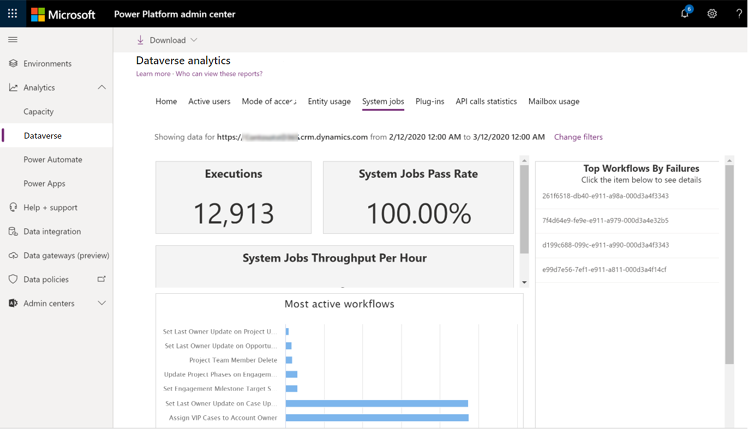 Microsoft Power Platform admin center 6 ?
Download
Dataverse analytics
Learn more · Who can view these reports?
Environments
Analytics
Capacity
Dataverse
Power Automate
Power Apps
Help + support
Data integration
Data gateways (preview)
Data policies
Admin centers
Home Active users Mode of acce Entity usage System jobs Plug-ins API calls statistics Mailbox usage
Showing data for https:// .crm.dynamics.com from 2/12/2020 12:00 AM to 3/12/2020 12:00 AM Change filters
Executions
12,913
System Jobs Pass Rate
100.00%
System Jobs Throughput Per Hour
Top Workflows By Failures
Click the item below to see details
261f6518-db40-e911-a98a-000d3a4f3343
7f4d64e9-fe9e-e911-a979-000d3a4e32b5
d199c688-099c-e911-a990-000d3a4f3343
e99d7e56-7ef1-e911-a811-000d3a4f14cf
Most active workflows
Set Last Owner Update on Project U...
Set Last Owner Update on Opportu...
Project Team Member Delete
Update Project Phases on Engagem...
Set Engagement Milestone Target S...
Set Last Owner Update on Case Up...
Assign VIP Cases to Account Owner